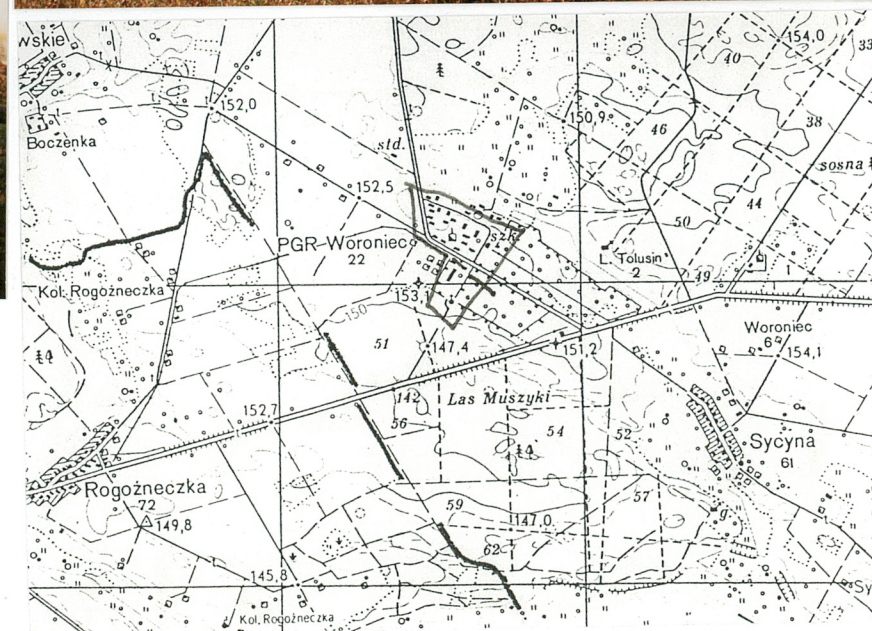 wskie
154,0
33
40
152,0
150,9
38
46
Boczenka
std.
sosna
152,5
44
50
szk.
PGR Woroniec
22
L. Tolusin
2
49
1
Kol. Rogoźneczka
153,
150
Woroniec
6
51
147,4
151,2
154,1
142
Las Muszyki
152,7
56
54
52
Sycyna
61
Rogoźneczka
72
57
149,8
59
147,0
g.
62
145,8
Sy
Kol. Rogoźneczka